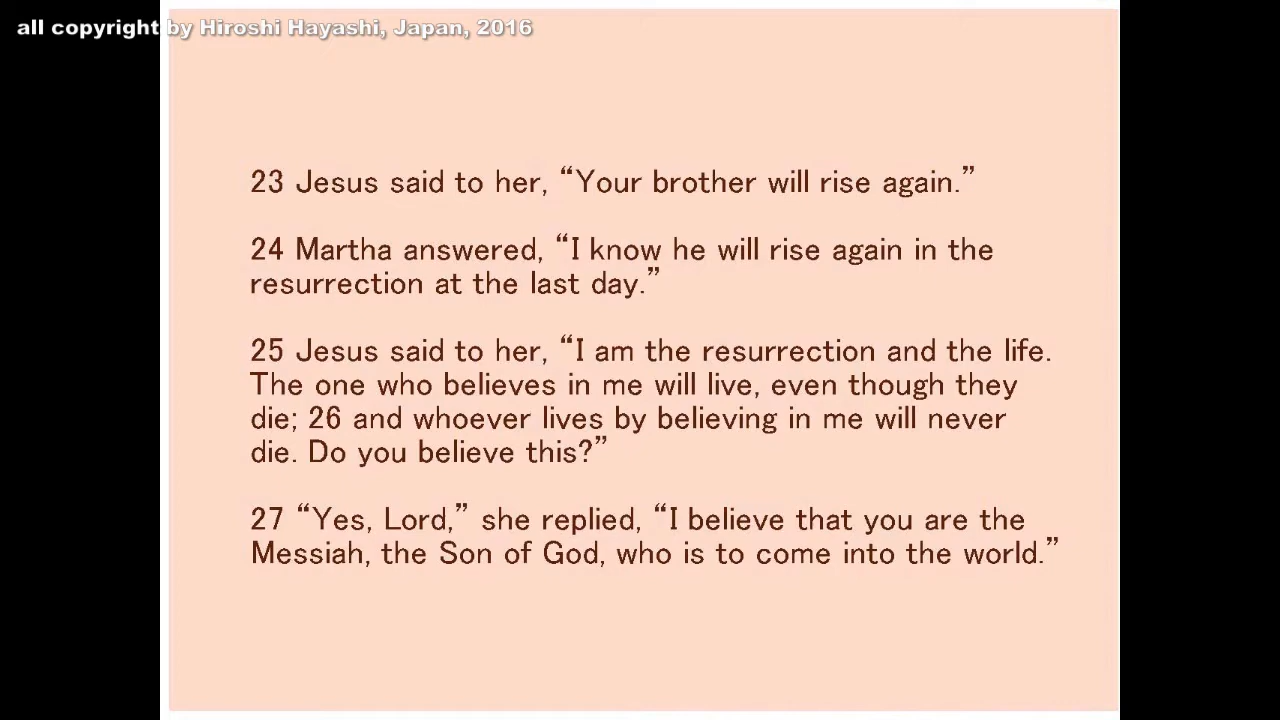 all copyright by Hiroshi Hayashi, Japan, 2016
23 Jesus said to her, “Your brother will rise again.”
24 Martha answered, “I know he will rise again in the
resurrection at the last day.”
25 Jesus said to her, “I am the resurrection and the life.
The one who believes in me will live, even though they
die; 26 and whoever lives by believing in me will never
die. Do you believe this?”
27 “Yes, Lord,” she replied, “I believe that you are the
Messiah, the Son of God, who is to come into the world.”